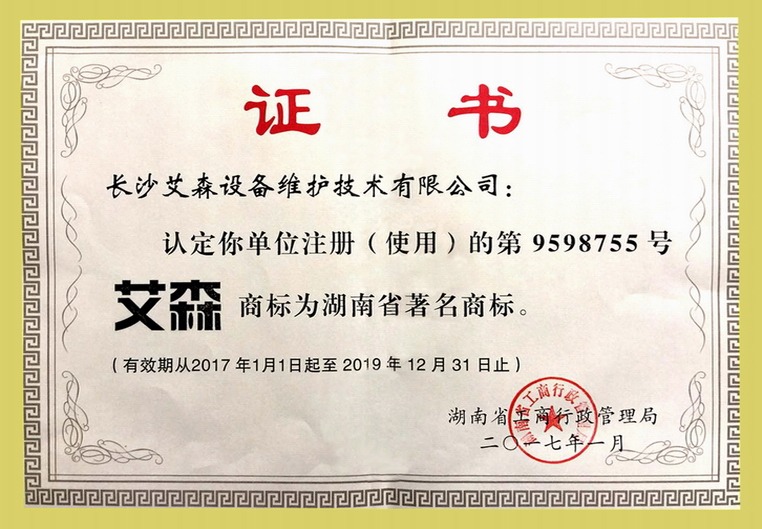 证 书
长沙艾森设备维护技术有限公司：
认定你单位注册（使用）的第 9598755 号
艾森 商标为湖南省著名商标。
（有效期从2017 年1月1日起至 2019 年 12 月 31 日止）
湖南省工商行政管理局
二〇一七年一月